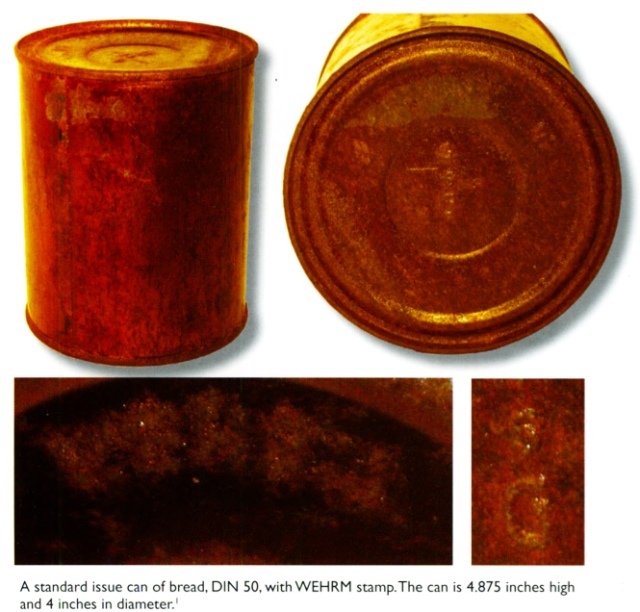 A standard issue can of bread, DIN 50, with WEHRM stamp. The can is 4.875 inches high
and 4 inches in diameter.¹